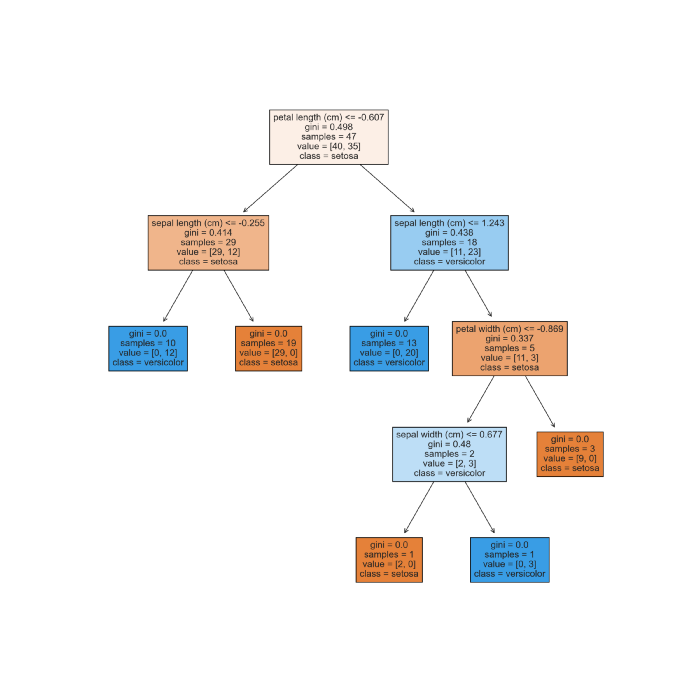 petal length (cm) <= -0.607
gini = 0.498
samples = 47
value = [40, 35]
class = setosa
sepal length (cm) <= -0.255
gini = 0.414
samples = 29
value = [29, 12]
class = setosa
sepal length (cm) <= 1.243
gini = 0.438
samples = 18
value = [11, 23]
class = versicolor
gini = 0.0
samples = 10
value = [0, 12]
class = versicolor
gini = 0.0
samples = 19
value = [29, 0]
class = setosa
gini = 0.0
samples = 13
value = [0, 20]
class = versicolor
petal width (cm) <= -0.869
gini = 0.337
samples = 5
value = [11, 3]
class = setosa
sepal width (cm) <= 0.677
gini = 0.48
samples = 2
value = [2, 3]
class = versicolor
gini = 0.0
samples = 3
value = [9, 0]
class = setosa
gini = 0.0
samples = 1
value = [2, 0]
class = setosa
gini = 0.0
samples = 1
value = [0, 3]
class = versicolor